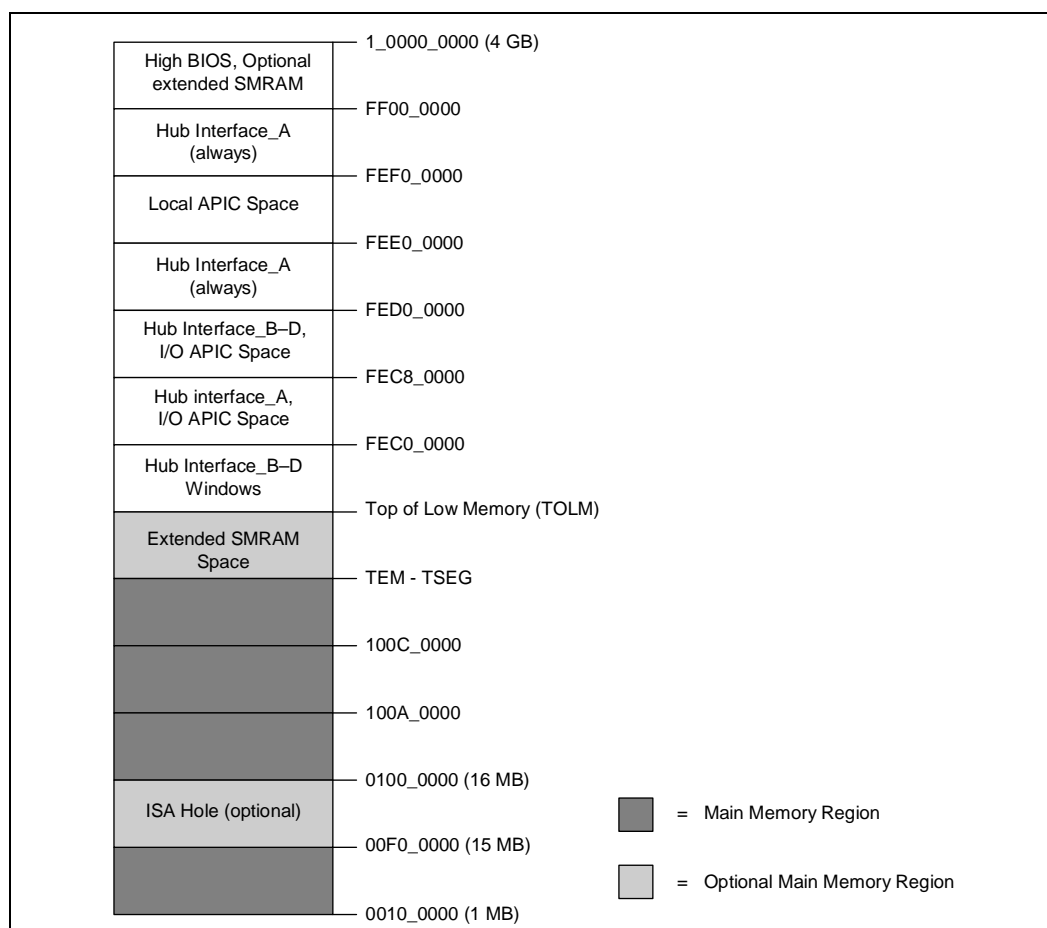 1_0000_0000 (4 GB)
High BIOS, Optional
extended SMRAM
FF00_0000
Hub Interface_A
(always)
FEF0_0000
Local APIC Space
FEE0_0000
Hub Interface_A
(always)
FED0_0000
Hub Interface_B–D,
I/O APIC Space
FEC8_0000
Hub interface_A,
I/O APIC Space
FEC0_0000
Hub Interface_B–D
Windows
Top of Low Memory (TOLM)
Extended SMRAM
Space
TEM - TSEG
100C_0000
100A_0000
0100_0000 (16 MB)
ISA Hole (optional)
00F0_0000 (15 MB)
0010_0000 (1 MB)
= Main Memory Region
= Optional Main Memory Region